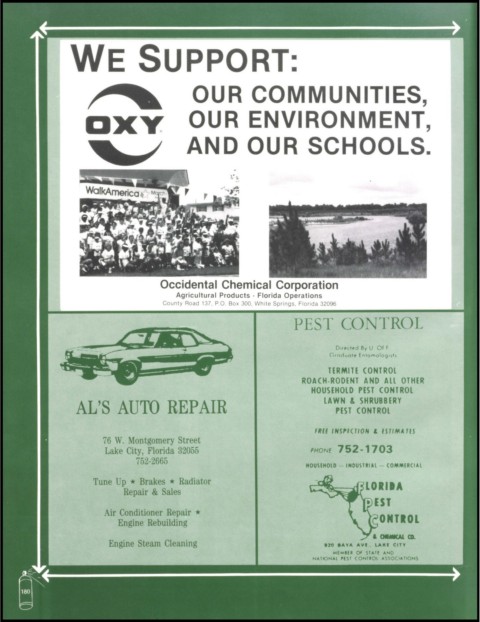 WE SUPPORT:
OXY
OUR COMMUNITIES,
OUR ENVIRONMENT,
AND OUR SCHOOLS.
WalkAmerica
Occidental Chemical Corporation
Agricultural Products - Florida Operations
County Road 137, P.O. Box 300, White Springs, Florida 32096
AL'S AUTO REPAIR
76 W. Montgomery Street
Lake City, Florida 32055
752-2665
Tune Up * Brakes * Radiator
Repair & Sales
Air Conditioner Repair *
Engine Rebuilding
Engine Steam Cleaning
PEST CONTROL
Directed By U. Of F.
Graduate Entomologists
TERMITE CONTROL
ROACH-RODENT AND ALL OTHER
HOUSEHOLD PEST CONTROL
LAWN & SHRUBBERY
PEST CONTROL
FREE INSPECTION & ESTIMATES
PHONE 752-1703
HOUSEHOLD - INDUSTRIAL - COMMERCIAL
FLORIDA
PEST
CONTROL
& CHEMICAL CO.
BAYA AVE., LAKE CITY
MEMBER OF STATE AND
NATIONAL PEST CONTROL ASSOCIATIONS
180